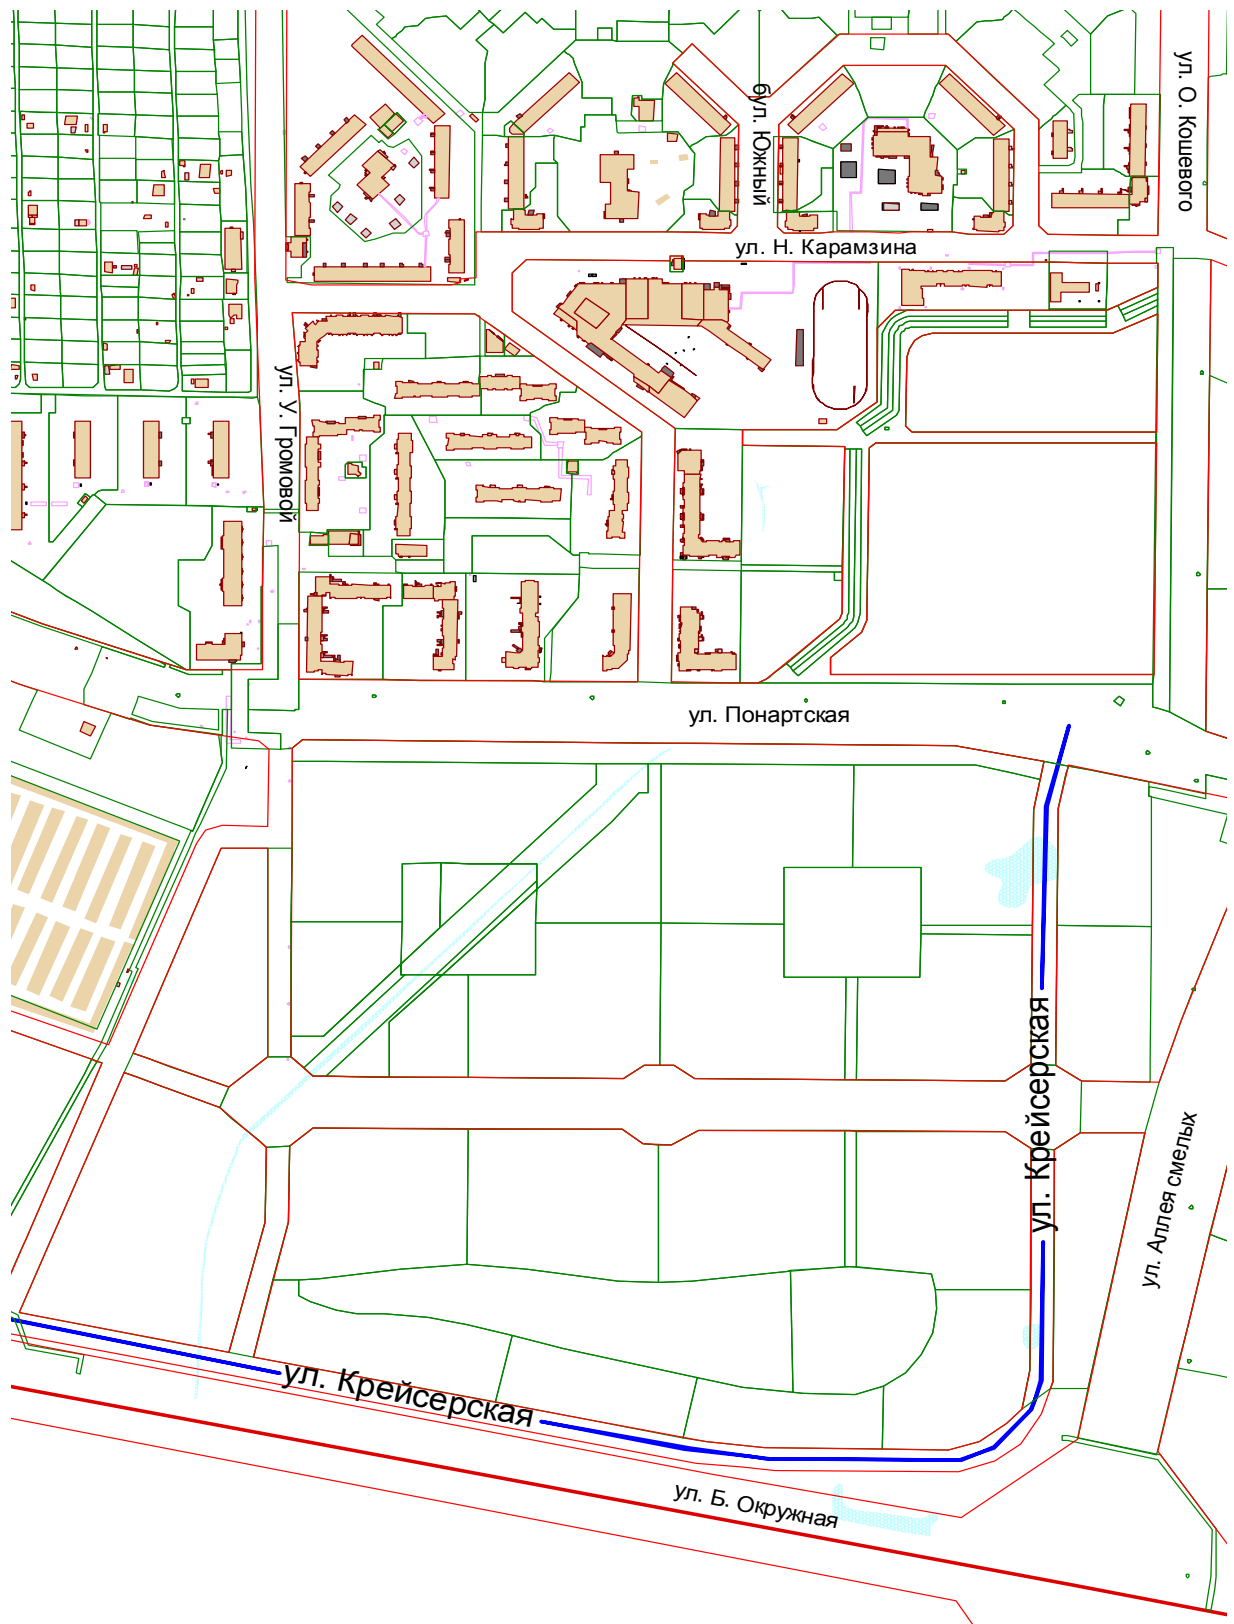 ул. О. Кошевого
бул. Южный
ул. Н. Карамзина
ул. У. Громовой
ул. Понартская
ул. Крейсерская
ул. Аллея смелых
ул. Крейсерская
ул. Б. Окружная